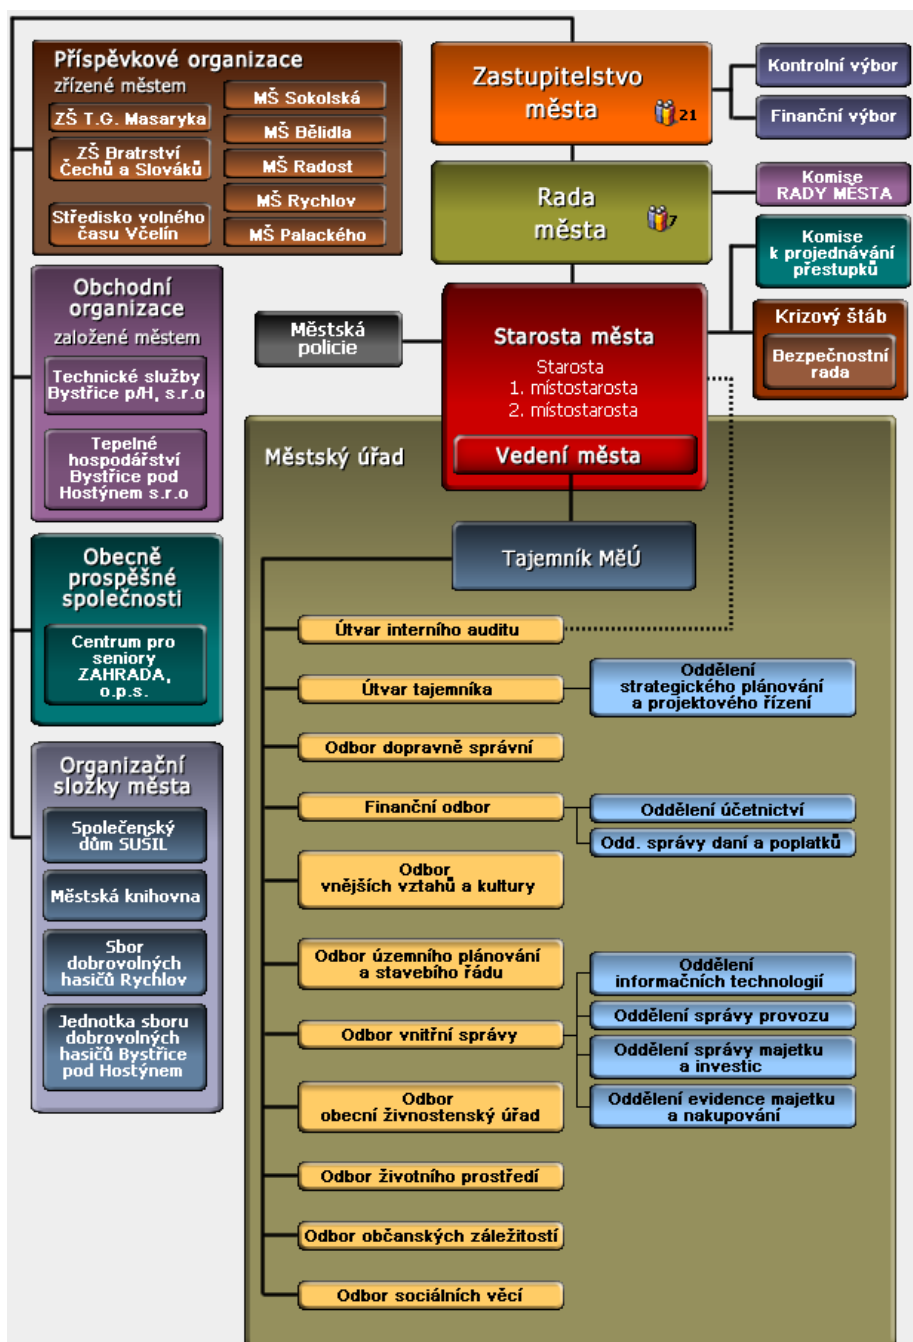 Příspěvkové organizace
zřízené městem
ZŠ T.G. Masaryka
ZŠ Bratrství
Čechů a Slováků
Středisko volného
času Včelín
MŠ Sokolská
MŠ Bělidla
MŠ Radost
MŠ Rychlov
MŠ Palackého
Zastupitelstvo
města
21
Kontrolní výbor
Finanční výbor
Rada
města
7
Komise
RADY MĚSTA
Komise
k projednávání
přestupků
Obchodní
organizace
založené městem
Technické služby
Bystřice p/H, s.r.o
Tepelné
hospodářství
Bystřice pod
Hostýnem s.r.o
Městská
policie
Starosta města
Starosta
1. místostarosta
2. místostarosta
Vedení města
Krizový štáb
Bezpečnostní
rada
Městský úřad
Tajemník MěÚ
Obecně
prospěšné
společnosti
Centrum pro
seniory
ZAHRADA,
o.p.s.
Organizační
složky města
Společenský
dům SUSIL
Městská knihovna
Sbor
dobrovolných
hasičů Rychlov
Jednotka sboru
dobrovolných
hasičů Bystřice
pod Hostýnem
Útvar interního auditu
Útvar tajemníka
Oddělení
strategického plánování
a projektového řízení
Odbor dopravně správní
Finanční odbor
Oddělení účetnictví
Odd. správy daní a poplatků
Odbor
vnějších vztahů a kultury
Odbor územního plánování
a stavebího řádu
Odbor vnitřní správy
Oddělení
informačních technologií
Oddělení správy provozu
Oddělení správy majetku
a investic
Oddělení evidence majetku
a nakupování
Odbor
obecní živnostenský úřad
Odbor životního prostředí
Odbor občanských záležitostí
Odbor sociálních věcí